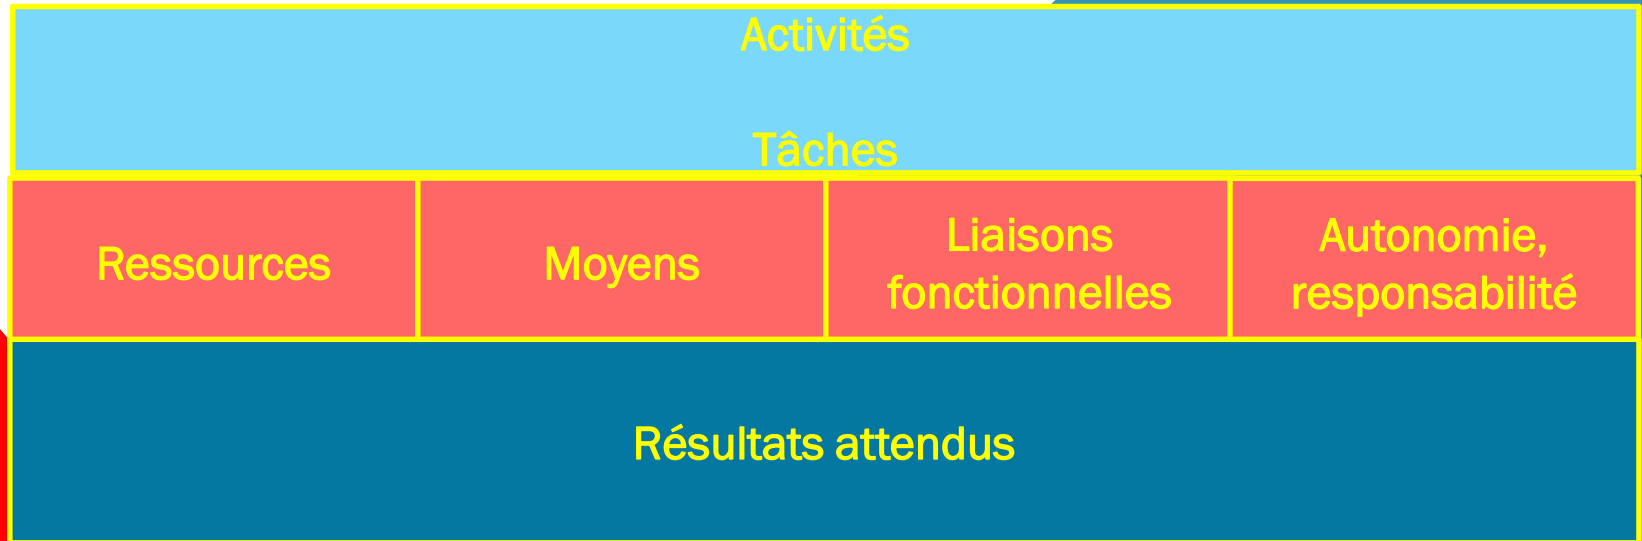 Activités
Tâches
Ressources
Moyens
Liaisons
fonctionnelles
Autonomie,
responsabilité
Résultats attendus